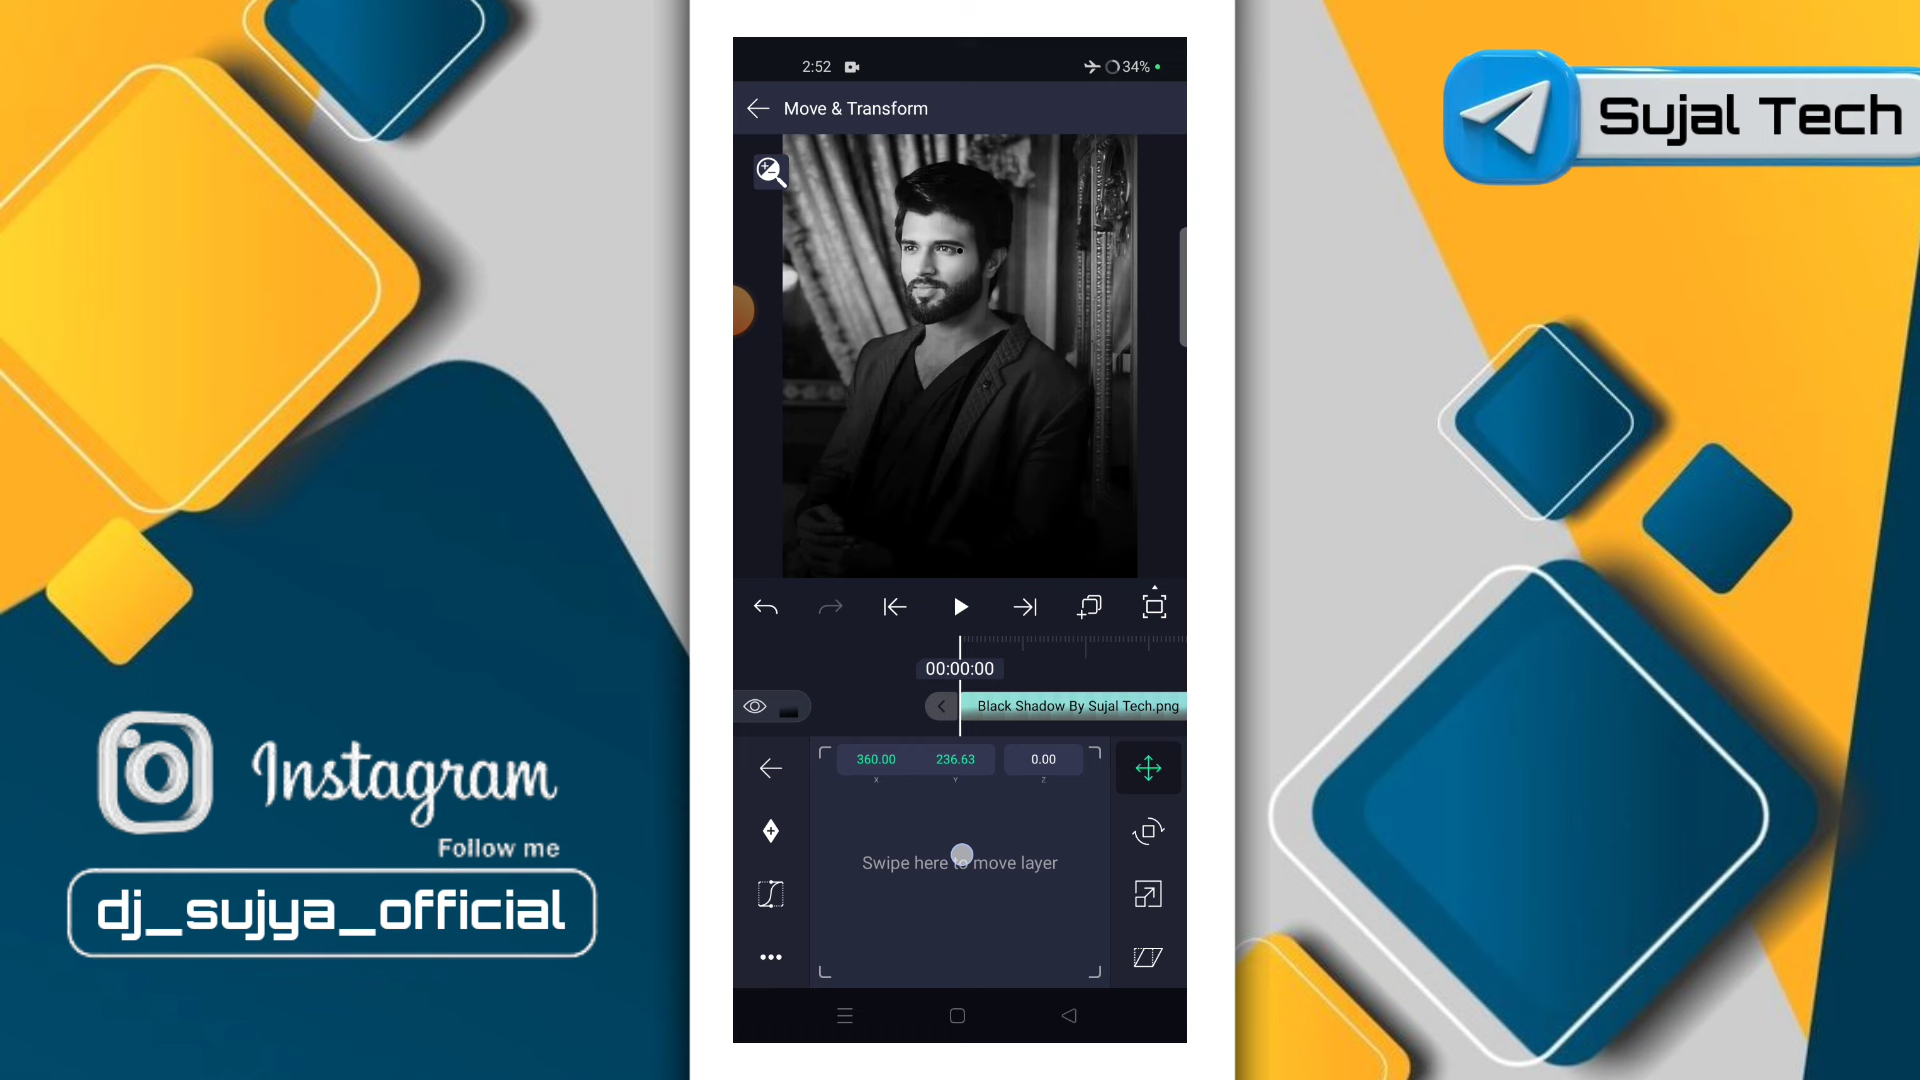 2:52
34%
Move & Transform
Sujal Tech
00:00:00
Black Shadow By Sujal Tech.png
360.00
236.63
0.00
X
Y
Z
Swipe here to move layer
Instagram
Follow me
dj_sujya_official